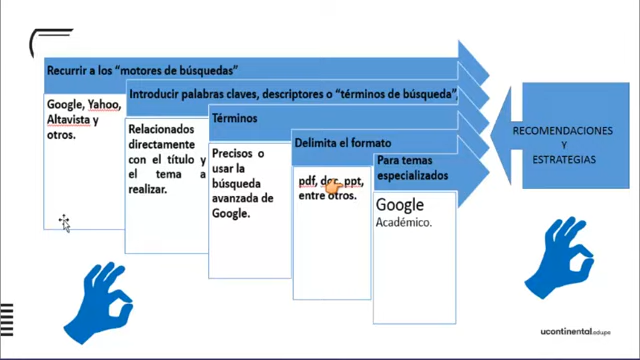 Recurrir a los “motores de búsquedas”
Google, Yahoo,
Altavista y
otros.
Introducir palabras claves, descriptores o “términos de búsqueda”,
Relacionados
directamente
con el título y
el tema a
realizar.
Términos
Precisos o
usar la
búsqueda
avanzada de
Google.
Delimita el formato
pdf, doc, ppt,
entre otros.
Para temas
especializados
Google
Académico.
RECOMENDACIONES
Y
ESTRATEGIAS
ucontinental.edu.pe